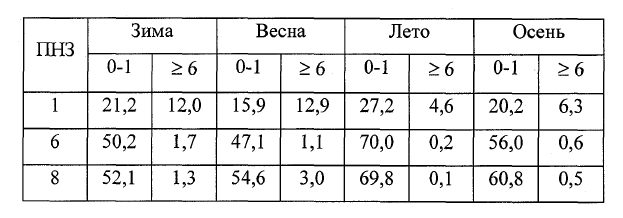 ПНЗ Зима Весна Лето Осень
0-1 ≥ 6 0-1 ≥ 6 0-1 ≥ 6 0-1 ≥ 6
1 21,2 12,0 15,9 12,9 27,2 4,6 20,2 6,3
6 50,2 1,7 47,1 1,1 70,0 0,2 56,0 0,6
8 52,1 1,3 54,6 3,0 69,8 0,1 60,8 0,5